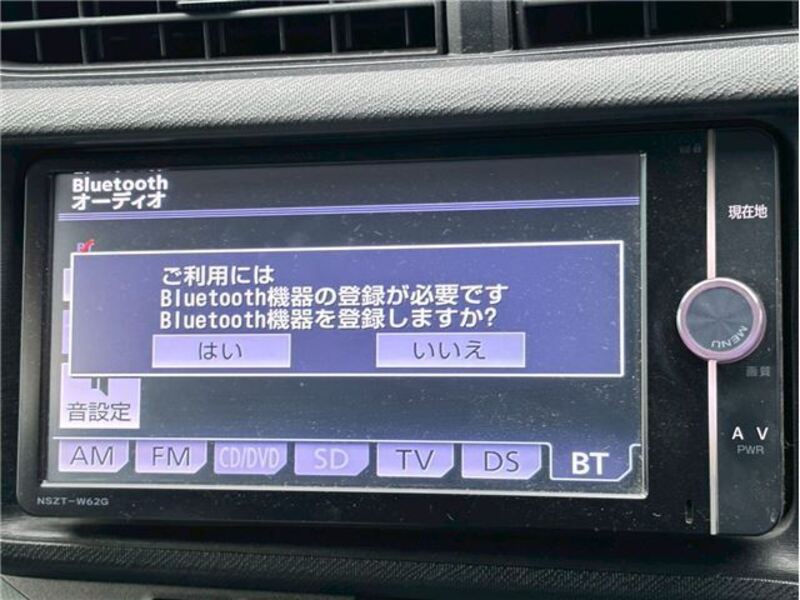 Bluetooth
オーディオ
現在地
BT
ご利用には
Bluetooth機器の登録が必要です
Bluetooth機器を登録しますか?
はい
いいえ
MENU
画質
音設定
A V
PWR
AM
FM
CD/DVD
SD
TV
DS
BT
NSZT-W62G